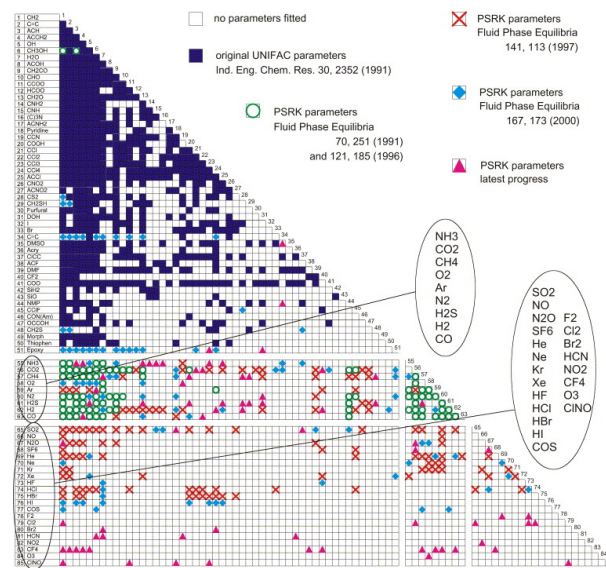 no parameters fitted
original UNIFAC parameters
Ind. Eng. Chem. Res. 30, 2352 (1991)
PSRK parameters
Fluid Phase Equilibria
70, 251 (1991)
and 121, 185 (1996)
PSRK parameters
Fluid Phase Equilibria
141, 113 (1997)
PSRK parameters
Fluid Phase Equilibria
167, 173 (2000)
PSRK parameters
latest progress
1 CH2
2 C=C
3 ACH
4 ACCH2
5 OH
6 CH3OH
7 H2O
8 ACOH
9 CH2CO
10 CHO
11 CCOO
12 HCOO
13 CH2O
14 CNH2
15 CNH
16 (C)3N
17 ACNH2
18 Pyridine
19 CCN
20 COOH
21 CCl
22 CCl2
23 CCl3
24 CCl4
25 ACCl
26 CNO2
27 ACNO2
28 CS2
29 CH2SH
30 Furfural
31 DOH
32 I
33 Br
34 C=C
35 DMSO
36 Acry
37 ClCC
38 ACF
39 DMF
40 CF2
41 COO
42 SiH2
43 SiO
44 NMP
45 CClF
46 CON(Am)
47 OCCOH
48 CH2S
49 Morph
50 Thiophen
51 Epoxy
55 NH3
56 CO2
57 CH4
58 O2
59 Ar
60 N2
61 H2S
62 H2
63 CO
65 SO2
66 NO
67 N2O
68 SF6
69 He
70 Ne
71 Kr
72 Xe
73 HF
74 HCl
75 HBr
76 HI
77 COS
78 F2
79 Cl2
80 Br2
81 HCN
82 NO2
83 CF4
84 O3
85 ClNO
NH3
CO2
CH4
O2
Ar
N2
H2S
H2
CO
SO2
NO
N2O F2
SF6 Cl2
He Br2
Ne HCN
Kr NO2
Xe CF4
HF O3
HCl ClNO
HBr
HI
COS